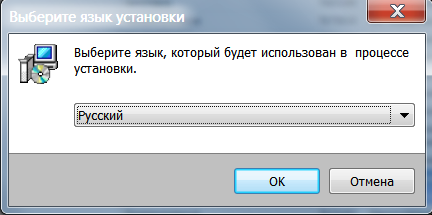 Выберите язык установки
Выберите язык, который будет использован в процессе
установки.
Русский
OK
Отмена